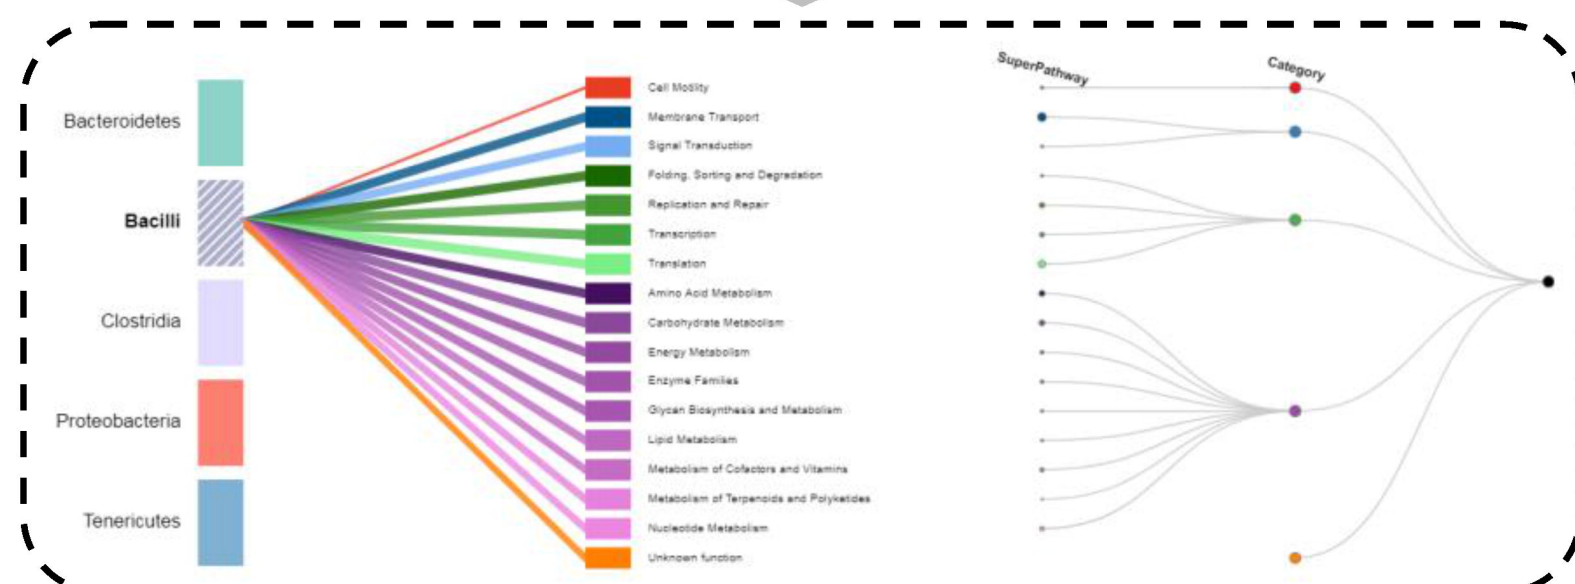 Bacteroidetes
Bacilli
Clostridia
Proteobacteria
Tenericutes
Cell Motility
Membrane Transport
Signal Transduction
Folding, Sorting and Degradation
Replication and Repair
Transcription
Translation
Amino Acid Metabolism
Carbohydrate Metabolism
Energy Metabolism
Enzyme Families
Glycan Biosynthesis and Metabolism
Lipid Metabolism
Metabolism of Cofactors and Vitamins
Metabolism of Terpenoids and Polyketides
Nucleotide Metabolism
Unknown function
SuperPathway
Category